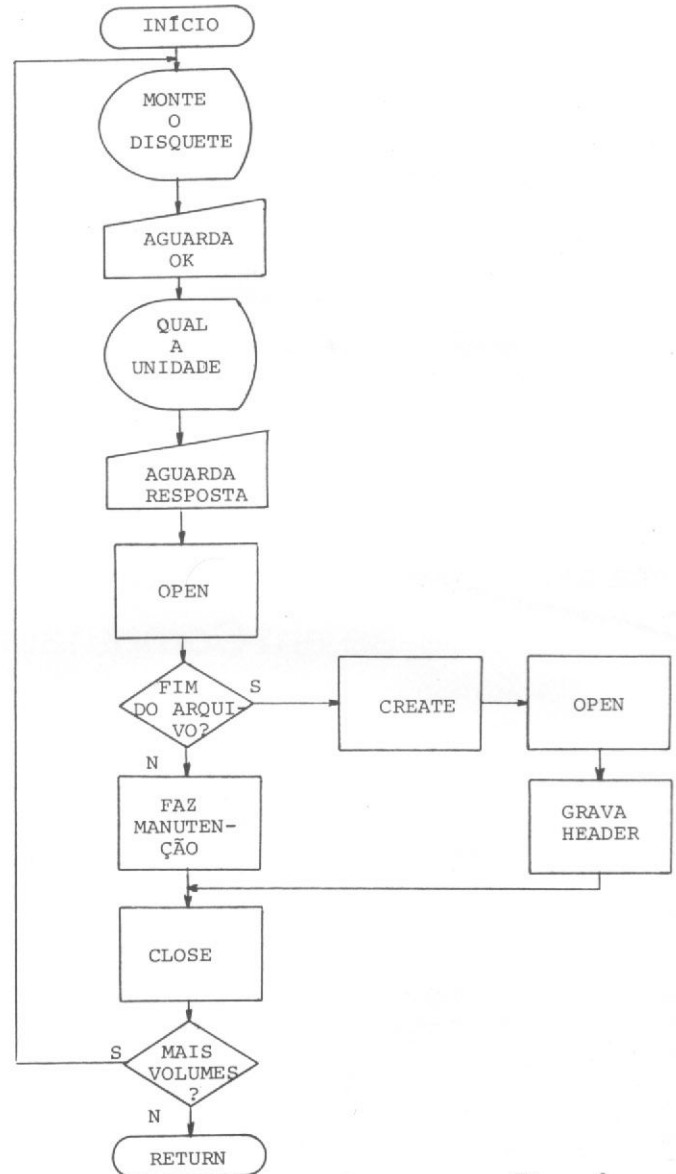 INÍCIO
MONTE
O
DISQUETE
AGUARDA
OK
QUAL
A
UNIDADE
AGUARDA
RESPOSTA
OPEN
FIM
DO ARQUI-
VO?
S
CREATE
OPEN
N
FAZ
MANUTEN-
ÇÃO
GRAVA
HEADER
CLOSE
S
MAIS
VOLUMES
?
N
RETURN